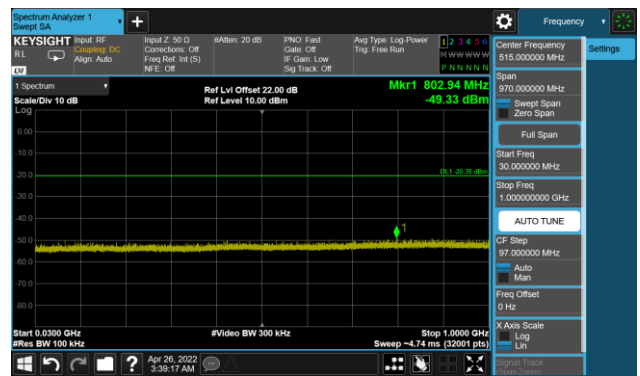 Spectrum Analyzer 1
Swept SA
Frequency
KEYSIGHT
RL
LXI
Input: RF
Coupling: DC
Align: Auto
Input Z: 50 Ω
Corrections: Off
Freq Ref: Int (S)
NFE: Off
#Atten: 20 dB
PNO: Fast
Gate: Off
IF Gain: Low
Sig Track: Off
Avg Type: Log-Power
Trig: Free Run
1 2 3 4 5 6
M W W W W W
P N N N N N
1 Spectrum
Scale/Div 10 dB
Log
Ref Lvl Offset 22.00 dB
Ref Level 10.00 dBm
Mkr1 802.94 MHz
-49.33 dBm
0.00
-10.0
-20.0
-30.0
-40.0
-50.0
-60.0
-70.0
-80.0
DL1 -20.38 dBm
1
Start 0.0300 GHz
#Res BW 100 kHz
#Video BW 300 kHz
Stop 1.0000 GHz
Sweep ~4.74 ms (32001 pts)
?
Apr 26, 2022
3:39:17 AM
Center Frequency
515.000000 MHz
Settings
Span
970.000000 MHz
Swept Span
Zero Span
Full Span
Start Freq
30.000000 MHz
Stop Freq
1.000000000 GHz
AUTO TUNE
CF Step
97.000000 MHz
Auto
Man
Freq Offset
0 Hz
X Axis Scale
Log
Lin
Signal Track
(Span Zoom)